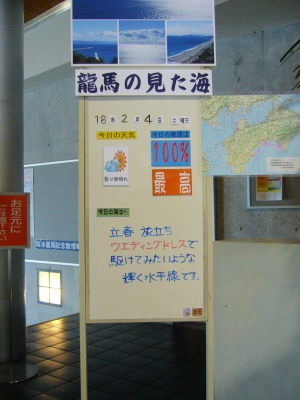 龍馬の見た海
18年2月4日 土曜日
今日の天気
今日の眺望度
曇り後晴れ
100%
最高
今日の海は…
立春 旅立ち
ウエディングドレスで
駆けてみたいような
輝く水平線です。
お足元に
ご注意下さい